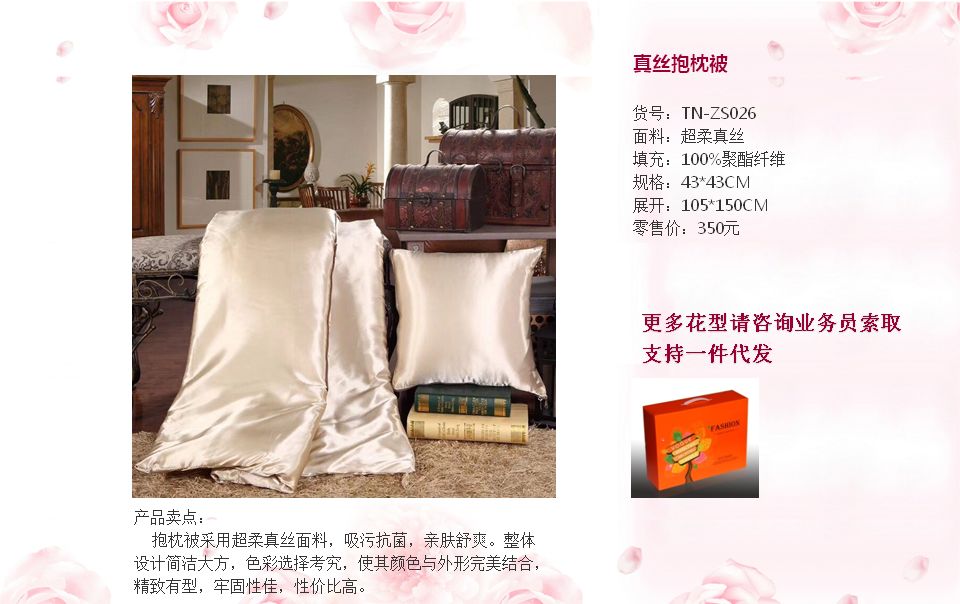 真丝抱枕被
货号：TN-ZS026
面料：超柔真丝
填充：100%聚酯纤维
规格：43*43CM
展开：105*150CM
零售价：350元
更多花型请咨询业务员索取
支持一件代发
FASHION
产品卖点：
抱枕被采用超柔真丝面料，吸污抗菌，亲肤舒爽。整体
设计简洁大方，色彩选择考究，使其颜色与外形完美结合，
精致有型，牢固性佳，性价比高。